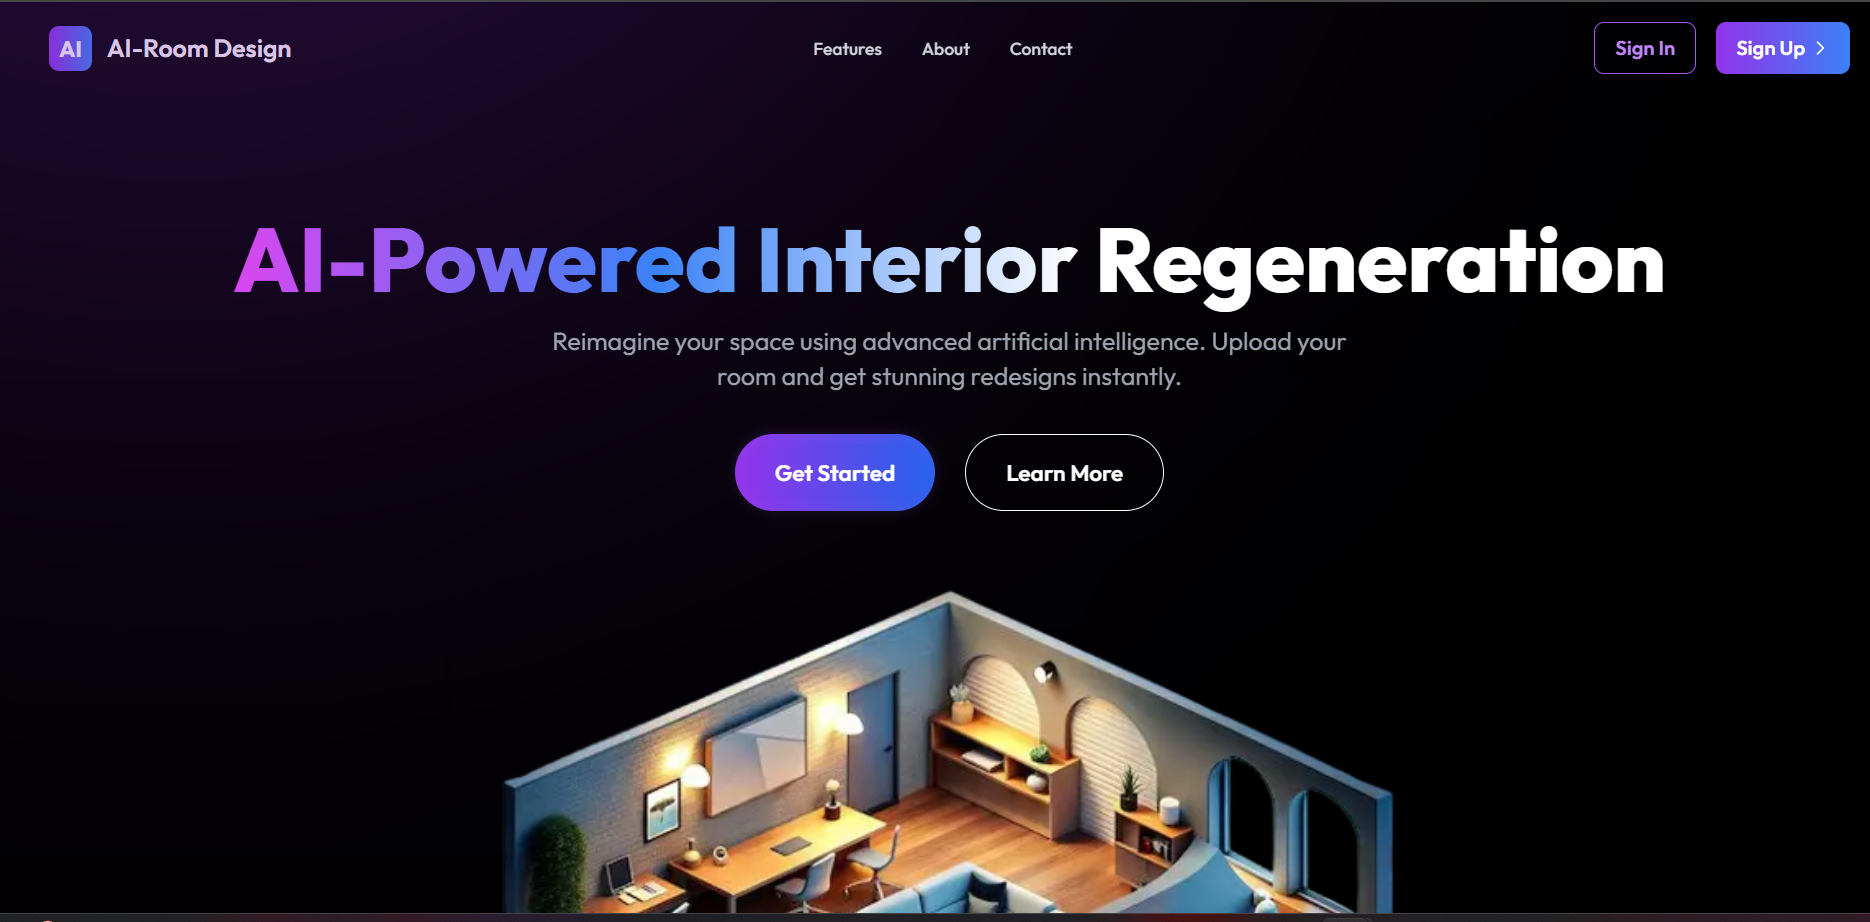 AI AI-Room Design
Features About Contact
Sign In
Sign Up
AI-Powered Interior Regeneration
Reimagine your space using advanced artificial intelligence. Upload your
room and get stunning redesigns instantly.
Get Started
Learn More